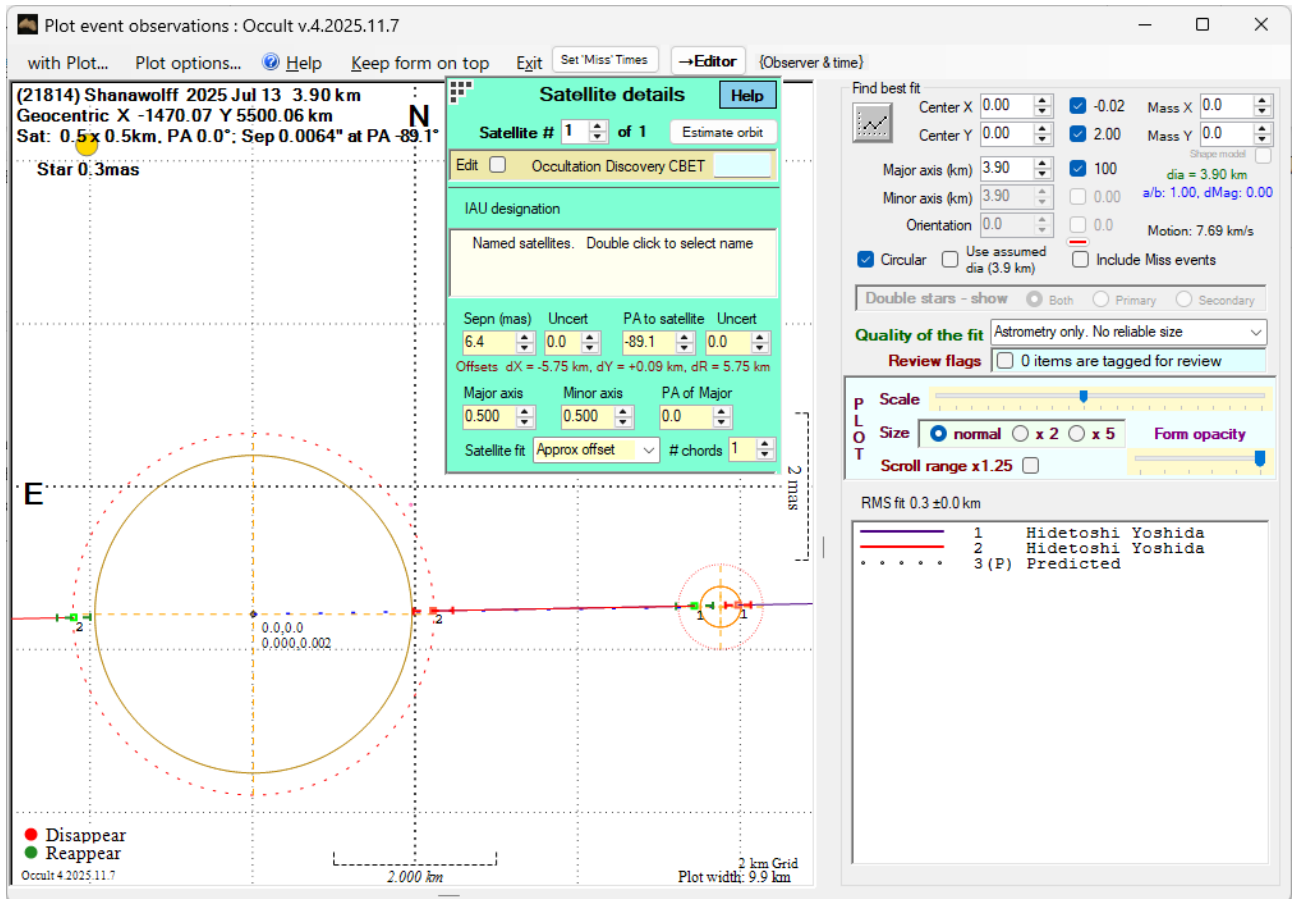 Plot event observations : Occult v.4.2025.11.7
with Plot... Plot options... Help Keep form on top Exit Set 'Miss' Times →Editor {Observer & time}
(21814) Shanawolff 2025 Jul 13 3.90 km
Geocentric X -1470.07 Y 5500.06 km
Sat: 0.5 x 0.5km, PA 0.0°: Sep 0.0064" at PA -89.1°
Star 0.3mas
N
E
0.0,0.0
0.000,0.002
2
2
1
1
2 mas
Disappear
Reappear
Occult 4.2025.11.7
2.000 km
2 km Grid
Plot width: 9.9 km
Satellite details Help
Satellite # 1 of 1 Estimate orbit
Edit Occultation Discovery CBET
IAU designation
Named satellites. Double click to select name
Sepn (mas) Uncert PA to satellite Uncert
6.4 0.0 -89.1 0.0
Offsets dX = -5.75 km, dY = +0.09 km, dR = 5.75 km
Major axis Minor axis PA of Major
0.500 0.500 0.0
Satellite fit Approx offset # chords 1
Find best fit
Center X 0.00 -0.02 Mass X 0.0
Center Y 0.00 2.00 Mass Y 0.0
Shape model
Major axis (km) 3.90 100 dia = 3.90 km
Minor axis (km) 3.90 0.00 a/b: 1.00, dMag: 0.00
Orientation 0.0 0.0 Motion: 7.69 km/s
Circular Use assumed dia (3.9 km) Include Miss events
Double stars - show Both Primary Secondary
Quality of the fit Astrometry only. No reliable size
Review flags 0 items are tagged for review
PLOT
Scale
Size normal x 2 x 5 Form opacity
Scroll range x1.25
RMS fit 0.3 ±0.0 km
1 Hidetoshi Yoshida
2 Hidetoshi Yoshida
3(P) Predicted